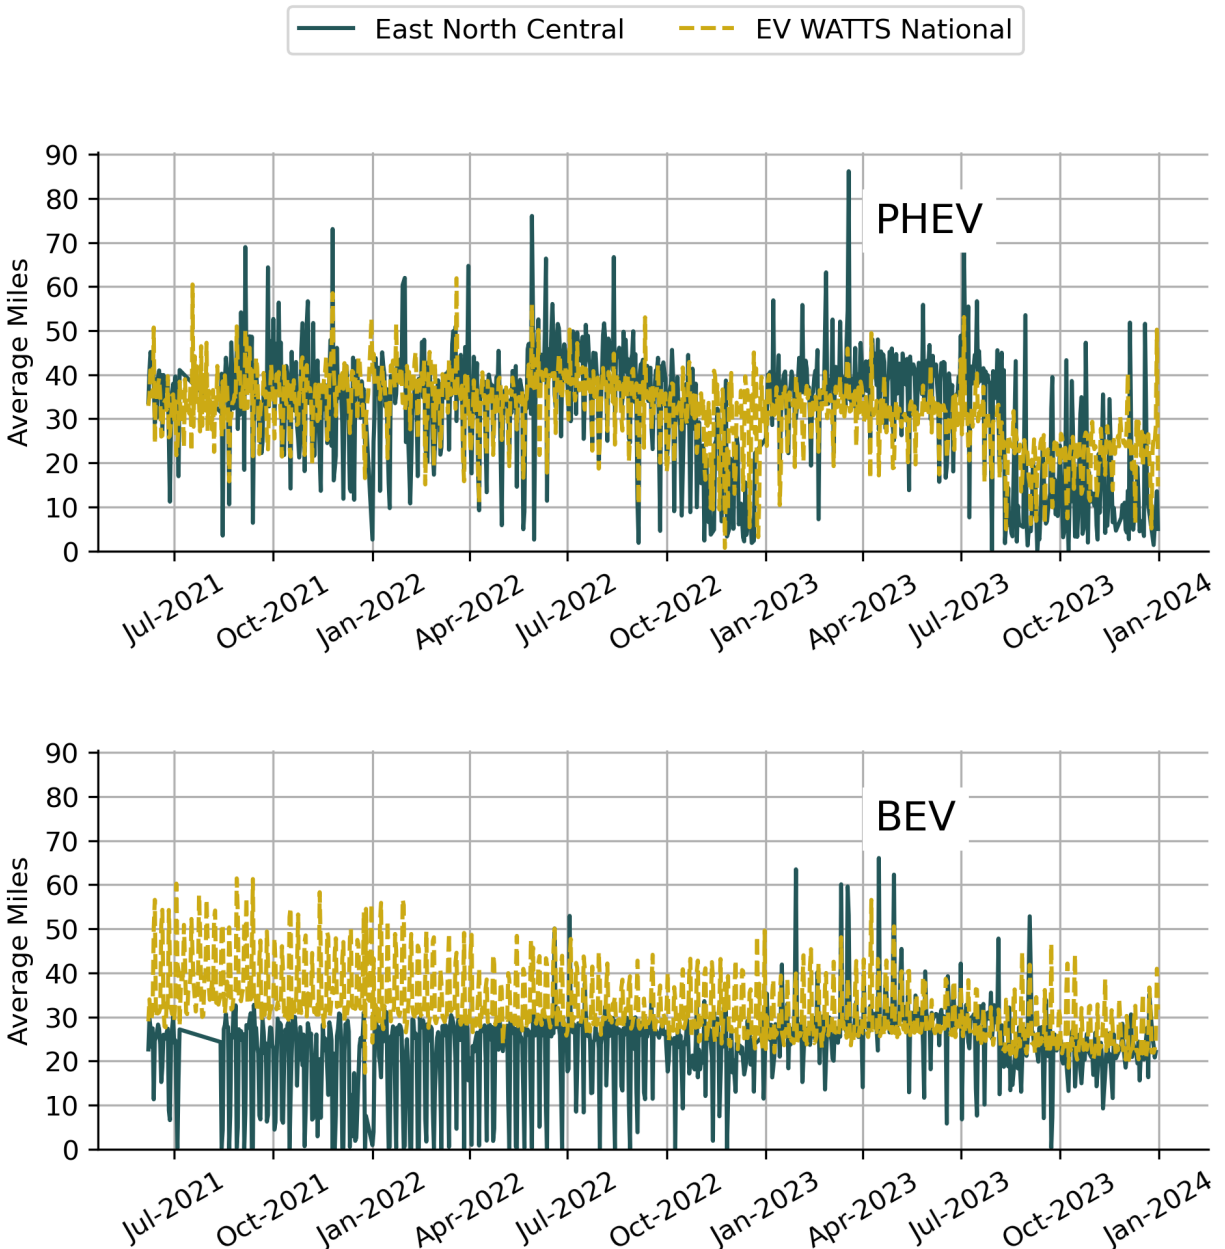 East North Central EV WATTS National
PHEV
Average Miles
90
80
70
60
50
40
30
20
10
0
Jul-2021 Oct-2021 Jan-2022 Apr-2022 Jul-2022 Oct-2022 Jan-2023 Apr-2023 Jul-2023 Oct-2023 Jan-2024
BEV
Average Miles
90
80
70
60
50
40
30
20
10
0
Jul-2021 Oct-2021 Jan-2022 Apr-2022 Jul-2022 Oct-2022 Jan-2023 Apr-2023 Jul-2023 Oct-2023 Jan-2024